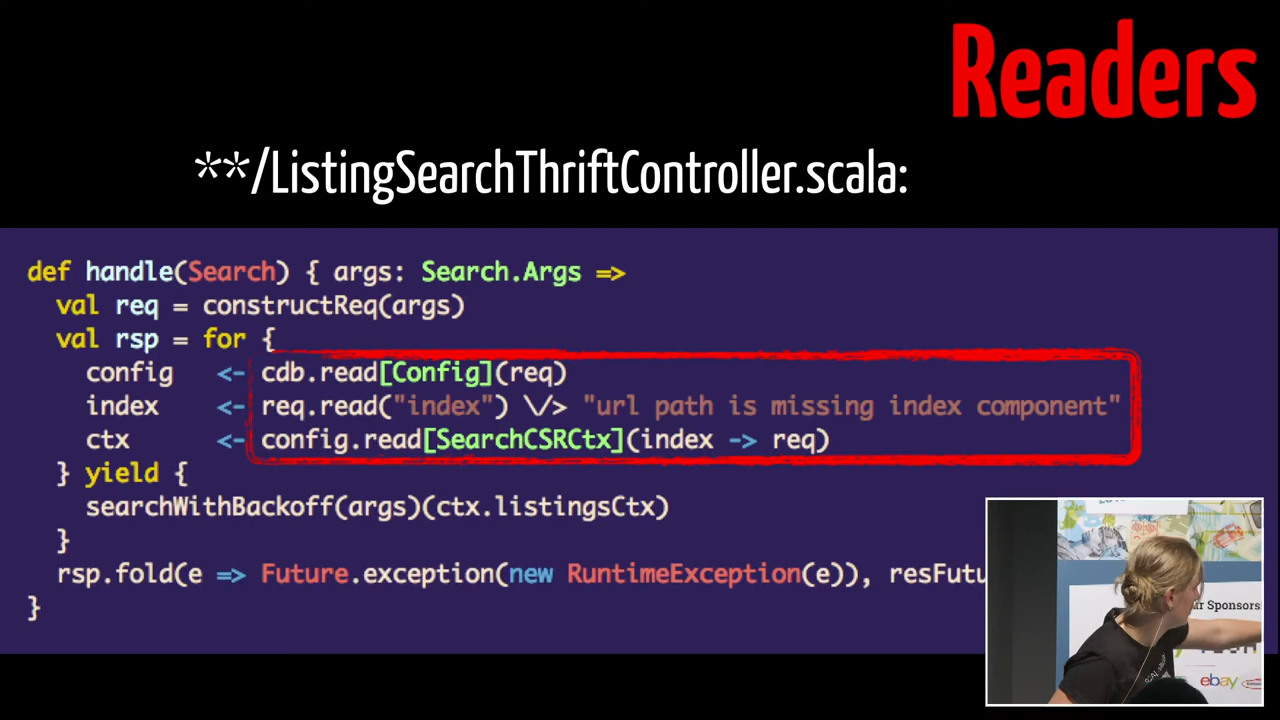 Readers
**/ListingSearchThriftController.scala:
def handle(Search) { args: Search.Args =>
  val req = constructReq(args)
  val rsp = for {
    config   <- cdb.read[Config](req)
    index    <- req.read("index") \/> "url path is missing index component"
    ctx      <- config.read[SearchCSRCtx](index -> req)
  } yield {
    searchWithBackoff(args)(ctx.listingsCtx)
  }
  rsp.fold(e => Future.exception(new RuntimeException(e)), resFutu
}
ur Sponsors
ebay